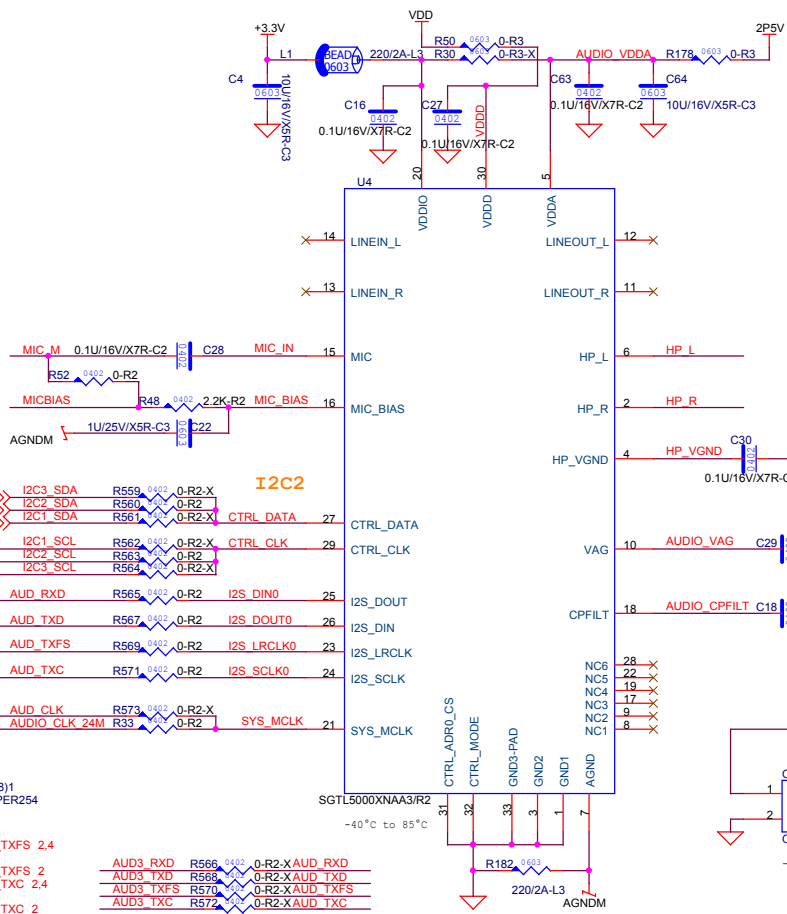 VDD
+3.3V
2P5V
L1
BEAD
0603
220/2A-L3
R50
0603
0-R3
R30
0603
0-R3-X
AUDIO_VDDA
R178
0603
0-R3
C4
0603
10U/16V/X5R-C3
C16
0402
0.1U/16V/X7R-C2
C27
0402
0.1U/16V/X7R-C2
VDDD
C63
0402
0.1U/16V/X7R-C2
C64
0603
10U/16V/X5R-C3
U4
20
30
5
VDDIO
VDDD
VDDA
14
LINEIN_L
LINEOUT_L
12
13
LINEIN_R
LINEOUT_R
11
MIC_M
0.1U/16V/X7R-C2
0402
C28
MIC_IN
15
MIC
HP_L
6
HP_L
R52
0402
0-R2
MICBIAS
R48
0402
2.2K-R2
MIC_BIAS
16
MIC_BIAS
HP_R
2
HP_R
AGNDM
1U/25V/X5R-C3
0603
C22
HP_VGND
4
HP_VGND
C30
0402
0.1U/16V/X7R-C
I2C2
I2C3_SDA
R559
0402
0-R2-X
I2C2_SDA
R560
0402
0-R2
I2C1_SDA
R561
0402
0-R2-X
CTRL_DATA
27
CTRL_DATA
I2C1_SCL
R562
0402
0-R2-X
CTRL_CLK
29
CTRL_CLK
I2C2_SCL
R563
0402
0-R2
I2C3_SCL
R564
0402
0-R2-X
VAG
10
AUDIO_VAG
C29
AUD_RXD
R565
0402
0-R2
I2S_DIN0
25
I2S_DOUT
AUD_TXD
R567
0402
0-R2
I2S_DOUT0
26
I2S_DIN
CPFILT
18
AUDIO_CPFILT
C18
AUD_TXFS
R569
0402
0-R2
I2S_LRCLK0
23
I2S_LRCLK
AUD_TXC
R571
0402
0-R2
I2S_SCLK0
24
I2S_SCLK
NC6
28
NC5
22
NC4
19
NC3
17
NC2
9
NC1
8
AUD_CLK
R573
0402
0-R2-X
AUDIO_CLK_24M
R33
0402
0-R2
SYS_MCLK
21
SYS_MCLK
CTRL_ADR0_CS
CTRL_MODE
GND3-PAD
GND2
GND1
AGND
31
32
33
3
1
7
SGTL5000XNAA3/R2
-40°C to 85°C
)1
PER254
1
2
TXFS 2,4
TXFS 2
TXC 2,4
TXC 2
AUD3_RXD
R566
0402
0-R2-X
AUD_RXD
AUD3_TXD
R568
0402
0-R2-X
AUD_TXD
AUD3_TXFS
R570
0402
0-R2-X
AUD_TXFS
AUD3_TXC
R572
0402
0-R2-X
AUD_TXC
R182
0603
220/2A-L3
AGNDM